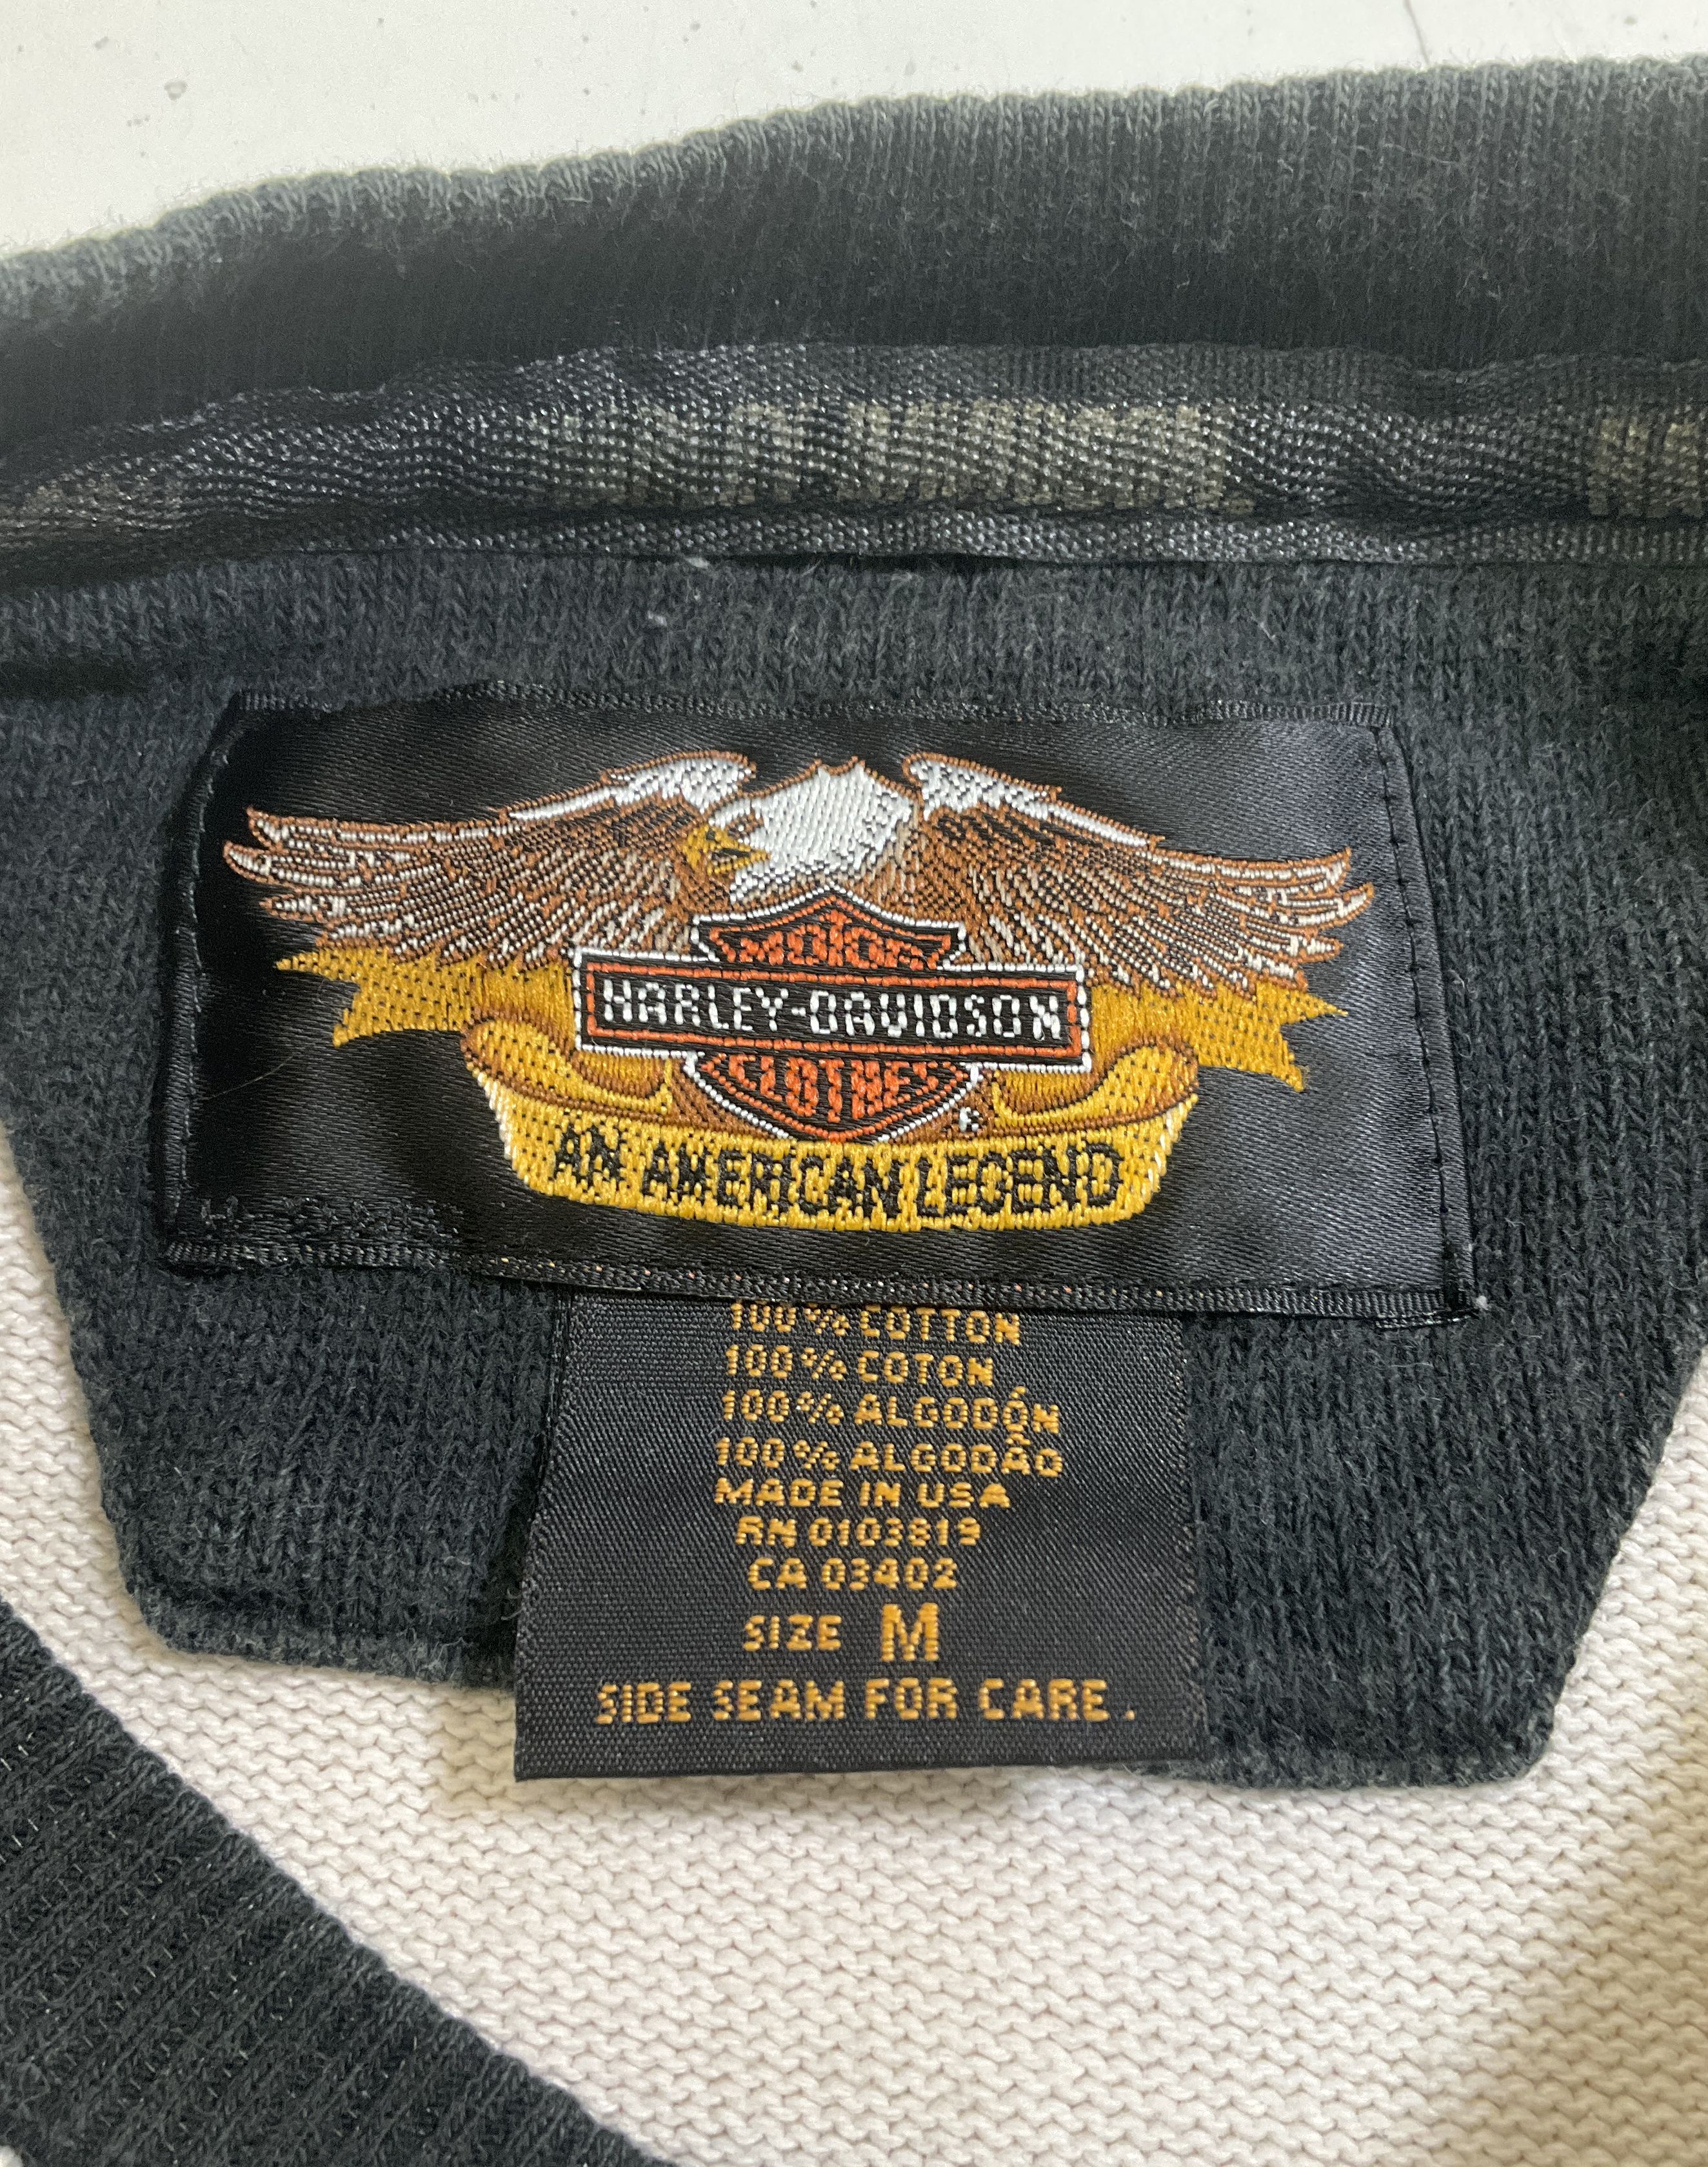 MOTOR
HARLEY-DAVIDSON
CLOTHES
®
AN AMERICAN LEGEND
100% COTTON
100% COTON
100% ALGODÓN
100% ALGODÃO
MADE IN USA
RN 0103819
CA 03402
SIZE M
SIDE SEAM FOR CARE.